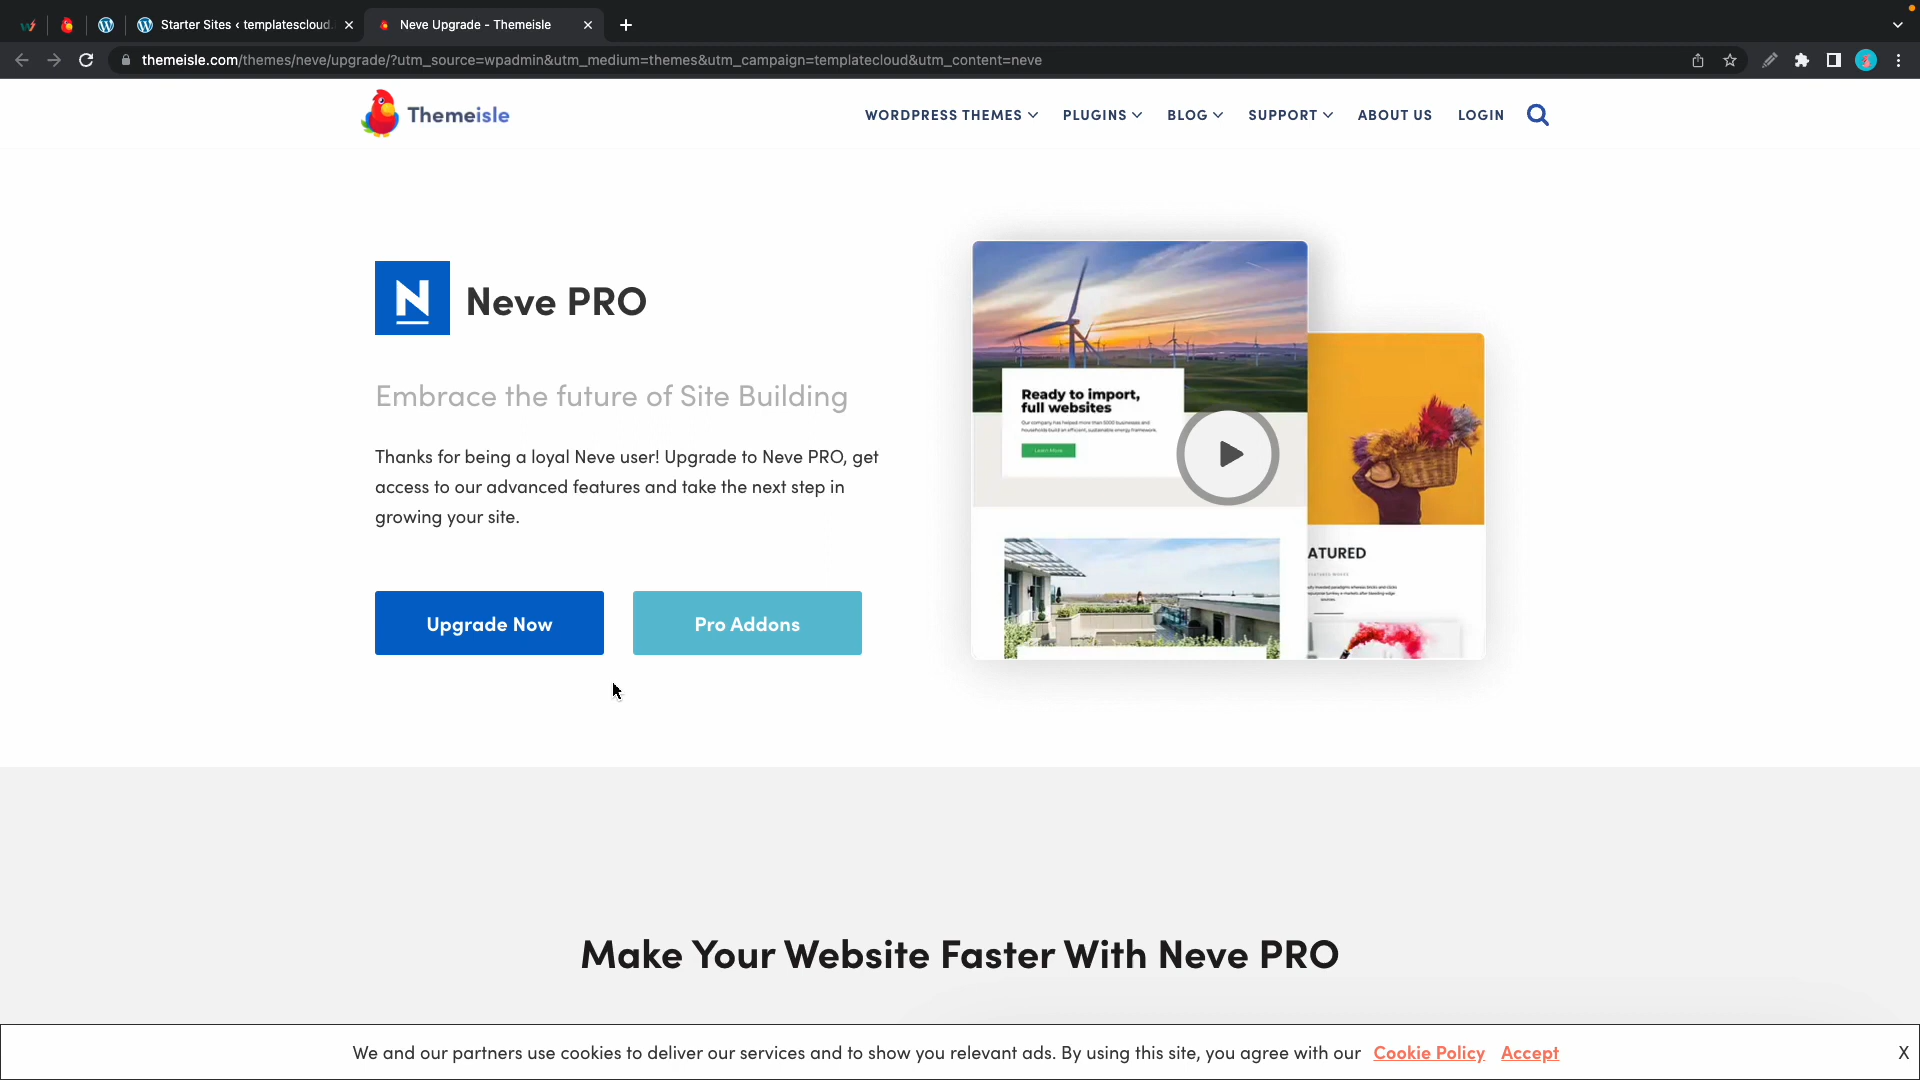 Starter Sites ‹ templatescloud.
Neve Upgrade - Themeisle
themeisle.com/themes/neve/upgrade/?utm_source=wpadmin&utm_medium=themes&utm_campaign=templatecloud&utm_content=neve
Themeisle
WORDPRESS THEMES
PLUGINS
BLOG
SUPPORT
ABOUT US
LOGIN
N
Neve PRO
Embrace the future of Site Building
Thanks for being a loyal Neve user! Upgrade to Neve PRO, get
access to our advanced features and take the next step in
growing your site.
Upgrade Now
Pro Addons
Ready to import,
full websites
Our company has helped more than 5000 businesses and
households build an efficient, sustainable energy framework.
Learn More
ATURED
Make Your Website Faster With Neve PRO
We and our partners use cookies to deliver our services and to show you relevant ads. By using this site, you agree with our Cookie Policy Accept
X